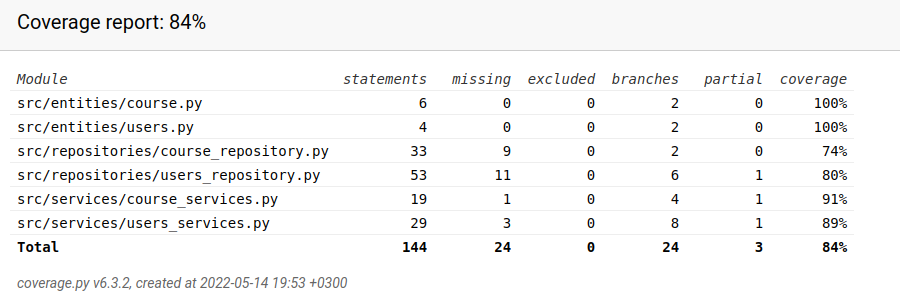 Coverage report: 84%
Module statements missing excluded branches partial coverage
src/entities/course.py 6 0 0 2 0 100%
src/entities/users.py 4 0 0 2 0 100%
src/repositories/course_repository.py 33 9 0 2 0 74%
src/repositories/users_repository.py 53 11 0 6 1 80%
src/services/course_services.py 19 1 0 4 1 91%
src/services/users_services.py 29 3 0 8 1 89%
Total 144 24 0 24 3 84%
coverage.py v6.3.2, created at 2022-05-14 19:53 +0300